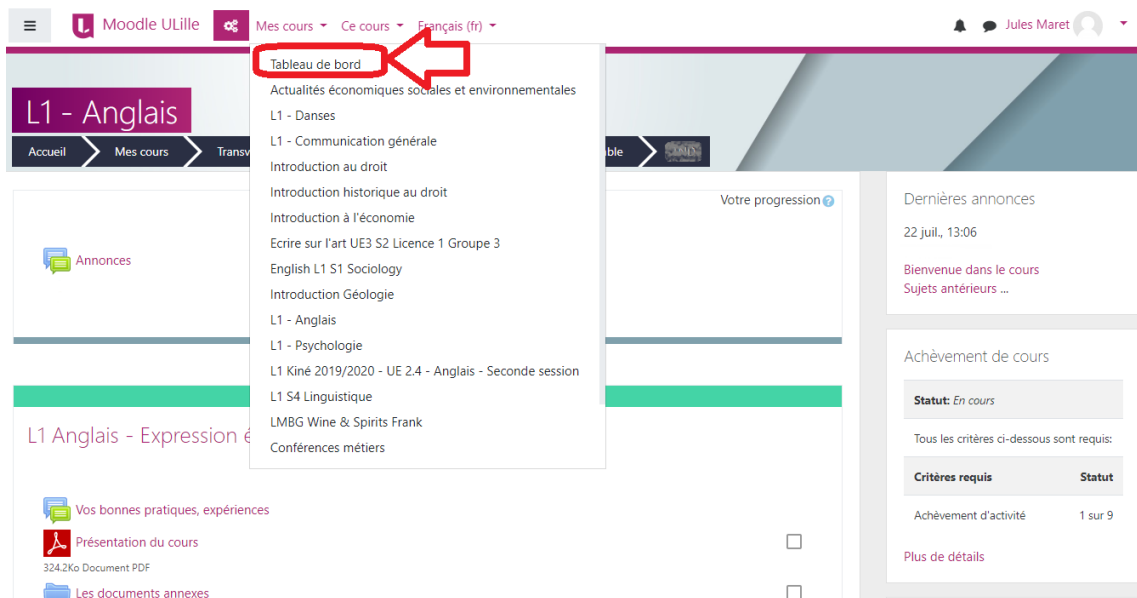 Moodle ULille
Mes cours
Ce cours
Français (fr)
Jules Maret
Tableau de bord
Actualités économiques sociales et environnementales
L1 - Danses
L1 - Communication générale
Introduction au droit
Introduction historique au droit
Introduction à l'économie
Ecrire sur l'art UE3 S2 Licence 1 Groupe 3
English L1 S1 Sociology
Introduction Géologie
L1 - Anglais
L1 - Psychologie
L1 Kiné 2019/2020 - UE 2.4 - Anglais - Seconde session
L1 S4 Linguistique
LMBG Wine & Spirits Frank
Conférences métiers
L1 - Anglais
Accueil
Mes cours
Transv
ble
Votre progression
Annonces
L1 Anglais - Expression é
Vos bonnes pratiques, expériences
Présentation du cours
324.2Ko Document PDF
Les documents annexes
Dernières annonces
22 juil., 13:06
Bienvenue dans le cours
Sujets antérieurs ...
Achèvement de cours
Statut: En cours
Tous les critères ci-dessous sont requis:
Critères requis Statut
Achèvement d'activité 1 sur 9
Plus de détails